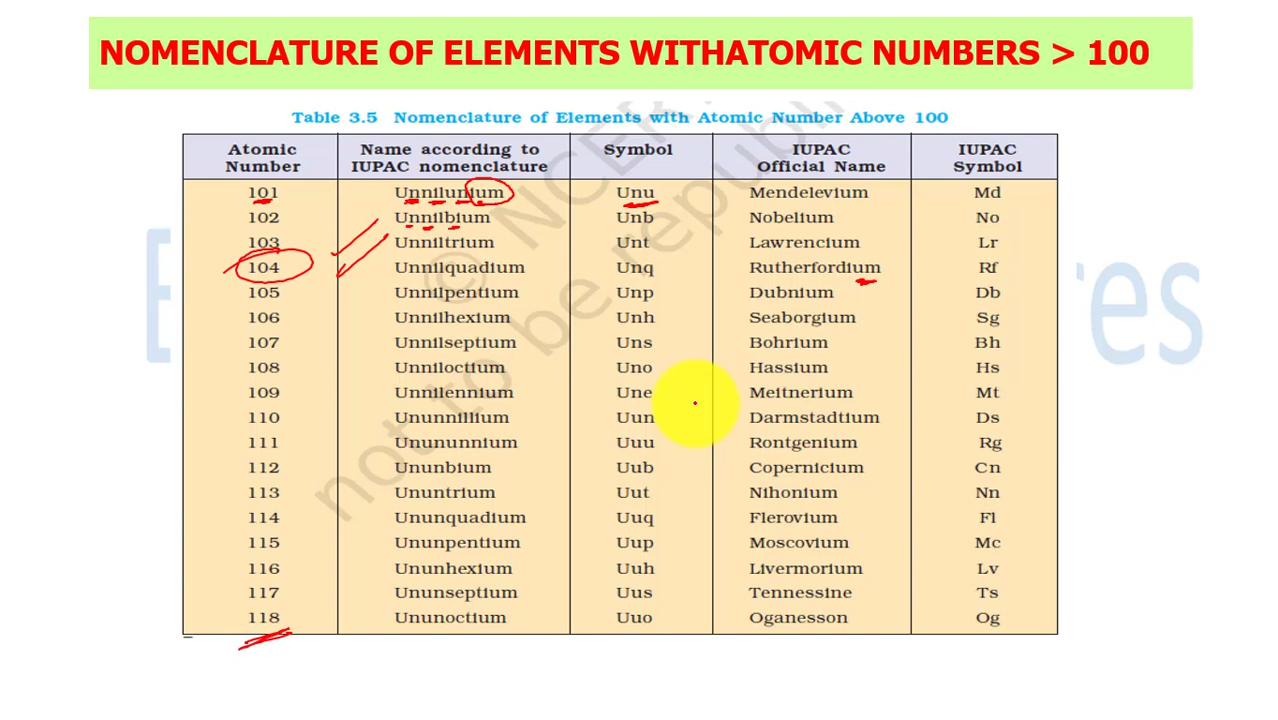 NOMENCLATURE OF ELEMENTS WITHATOMIC NUMBERS > 100
Table 3.5 Nomenclature of Elements with Atomic Number Above 100
Atomic Number Name according to IUPAC nomenclature Symbol IUPAC Official Name IUPAC Symbol
101 Unnilunium Unu Mendelevium Md
102 Unnilbium Unb Nobelium No
103 Unniltrium Unt Lawrencium Lr
104 Unnilquadium Unq Rutherfordium Rf
105 Unnilpentium Unp Dubnium Db
106 Unnilhexium Unh Seaborgium Sg
107 Unnilseptium Uns Bohrium Bh
108 Unniloctium Uno Hassium Hs
109 Unnilennium Une Meitnerium Mt
110 Ununnillium Uun Darmstadtium Ds
111 Unununnium Uuu Rontgenium Rg
112 Ununbium Uub Copernicium Cn
113 Ununtrium Uut Nihonium Nn
114 Ununquadium Uuq Flerovium Fl
115 Ununpentium Uup Moscovium Mc
116 Ununhexium Uuh Livermorium Lv
117 Ununseptium Uus Tennessine Ts
118 Ununoctium Uuo Oganesson Og
© NCER
not to be republi